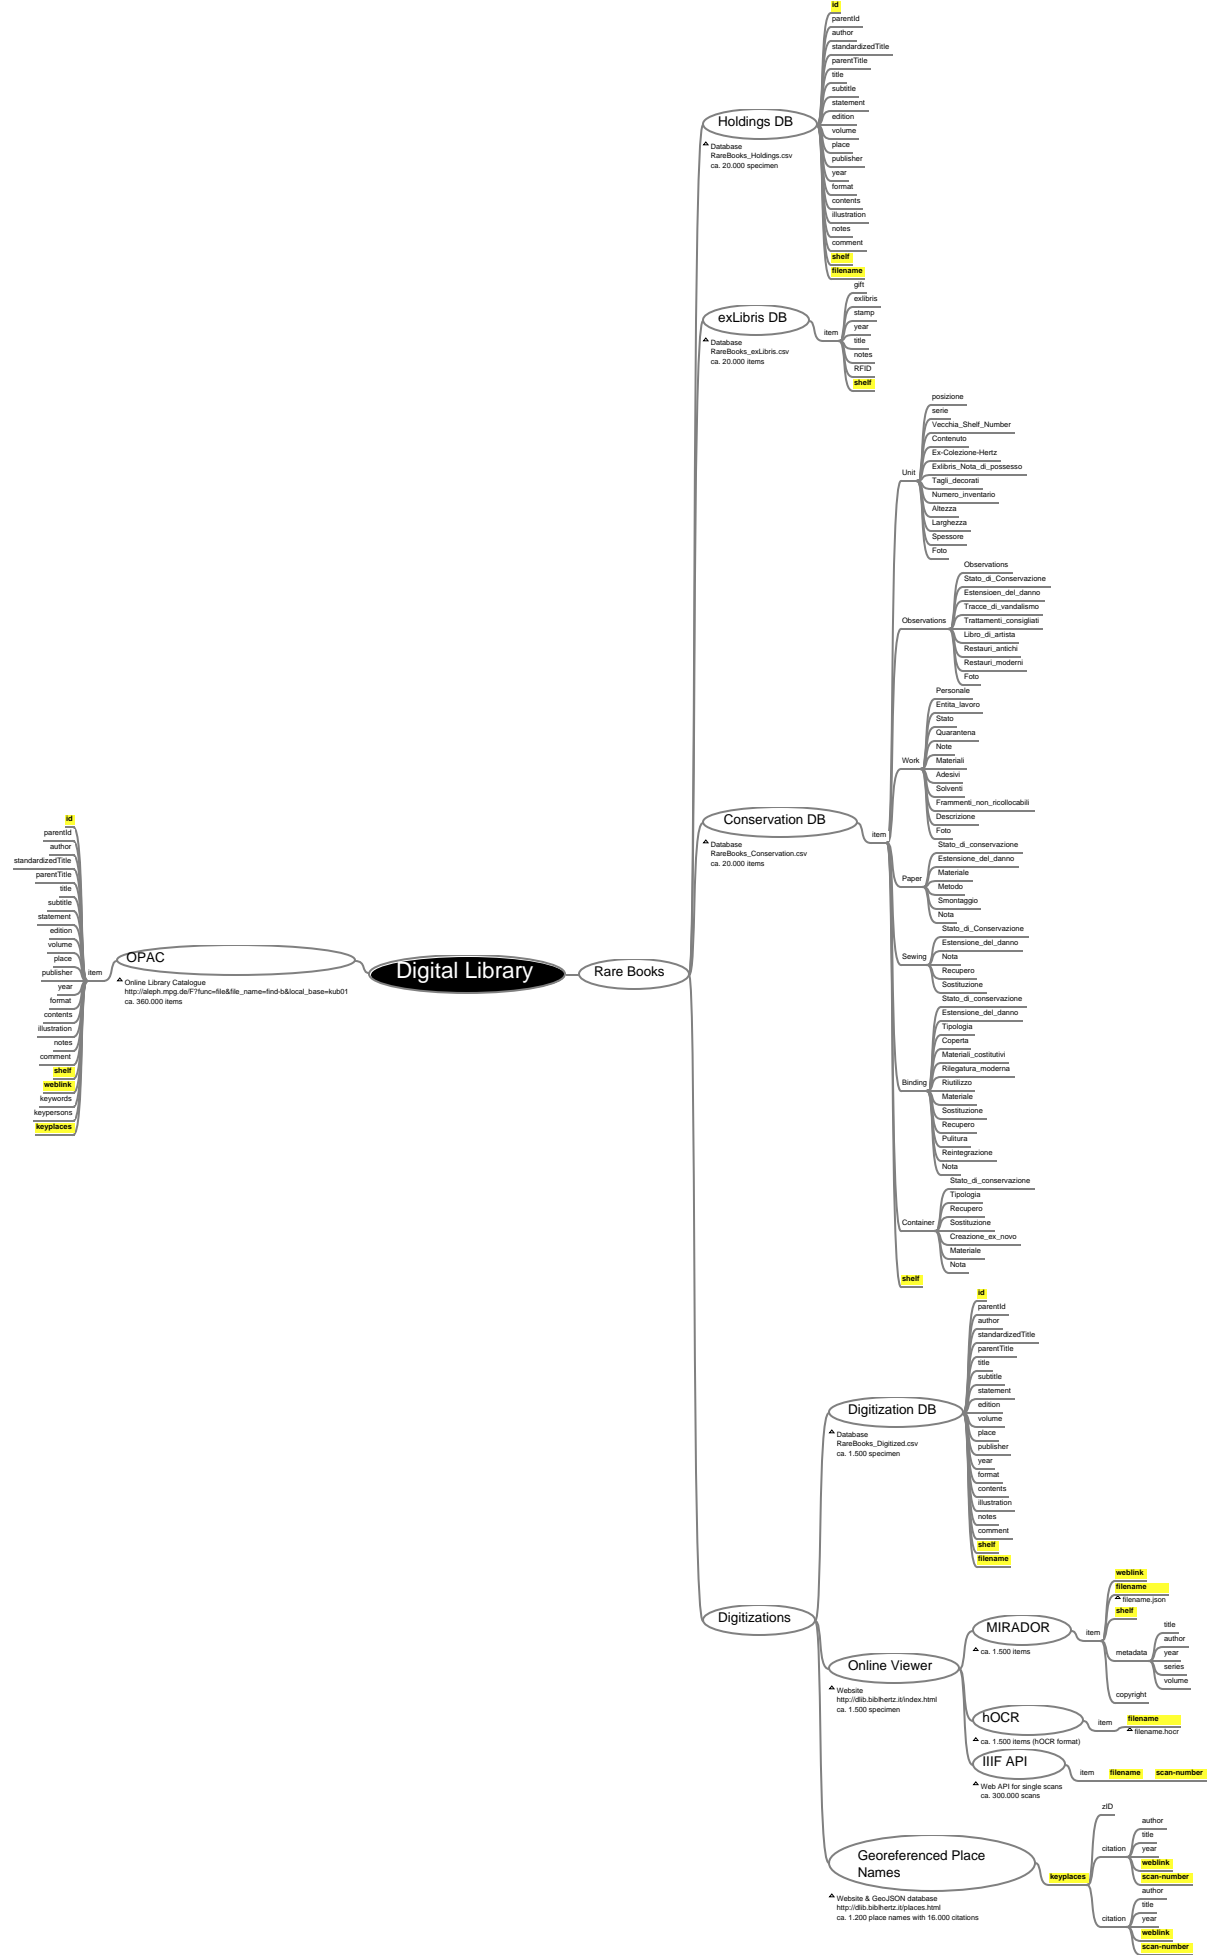 Digital Library
OPAC
Online Library Catalogue
http://aleph.mpg.de/F?func=file&file_name=find-b&local_base=kub01
ca. 360.000 items
item
id
parentId
author
standardizedTitle
parentTitle
title
subtitle
statement
edition
volume
place
publisher
year
format
contents
illustration
notes
comment
shelf
weblink
keywords
keypersons
keyplaces
Rare Books
Holdings DB
Database
RareBooks_Holdings.csv
ca. 20.000 specimen
id
parentId
author
standardizedTitle
parentTitle
title
subtitle
statement
edition
volume
place
publisher
year
format
contents
illustration
notes
comment
shelf
filename
exLibris DB
Database
RareBooks_exLibris.csv
ca. 20.000 items
item
gift
exlibris
stamp
year
title
notes
RFID
shelf
Conservation DB
Database
RareBooks_Conservation.csv
ca. 20.000 items
item
Unit
posizione
serie
Vecchia_Shelf_Number
Contenuto
Ex-Colezione-Hertz
Exlibris_Nota_di_possesso
Tagli_decorati
Numero_inventario
Altezza
Larghezza
Spessore
Foto
Observations
Observations
Stato_di_Conservazione
Estensioen_del_danno
Tracce_di_vandalismo
Trattamenti_consigliati
Libro_di_artista
Restauri_antichi
Restauri_moderni
Foto
Work
Personale
Entita_lavoro
Stato
Quarantena
Note
Materiali
Adesivi
Solventi
Frammenti_non_ricollocabili
Descrizione
Foto
Paper
Stato_di_conservazione
Estensione_del_danno
Materiale
Metodo
Smontaggio
Nota
Sewing
Stato_di_Conservazione
Estensione_del_danno
Nota
Recupero
Sostituzione
Binding
Stato_di_conservazione
Estensione_del_danno
Tipologia
Coperta
Materiali_costitutivi
Rilegatura_moderna
Riutilizzo
Materiale
Sostituzione
Recupero
Pulitura
Reintegrazione
Nota
Container
Stato_di_conservazione
Tipologia
Recupero
Sostituzione
Creazione_ex_novo
Materiale
Nota
shelf
Digitizations
Digitization DB
Database
RareBooks_Digitized.csv
ca. 1.500 specimen
id
parentId
author
standardizedTitle
parentTitle
title
subtitle
statement
edition
volume
place
publisher
year
format
contents
illustration
notes
comment
shelf
filename
Online Viewer
Website
http://dlib.biblhertz.it/index.html
ca. 1.500 specimen
MIRADOR
ca. 1.500 items
item
weblink
filename
filename.json
shelf
metadata
title
author
year
series
volume
copyright
hOCR
ca. 1.500 items (hOCR format)
item
filename
filename.hocr
IIIF API
Web API for single scans
ca. 300.000 scans
item
filename
scan-number
Georeferenced Place
Names
Website & GeoJSON database
http://dlib.biblhertz.it/places.html
ca. 1.200 place names with 16.000 citations
keyplaces
zID
citation
author
title
year
weblink
scan-number
citation
author
title
year
weblink
scan-number